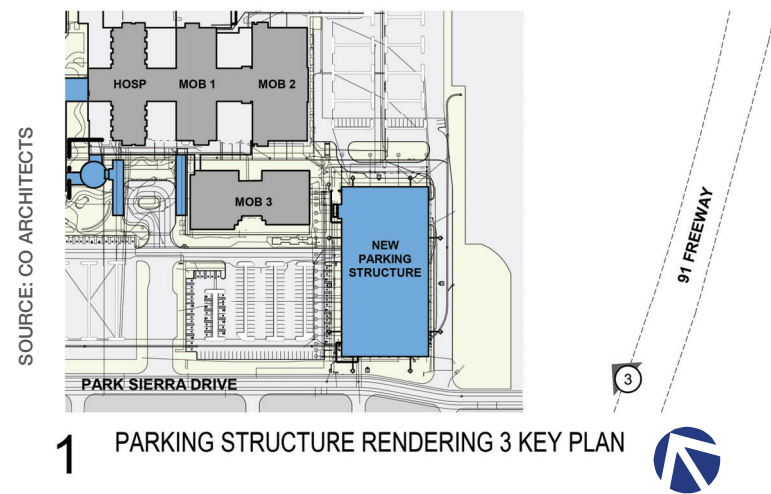 HOSP
MOB 1
MOB 2
MOB 3
NEW
PARKING
STRUCTURE
91 FREEWAY
3
PARK SIERRA DRIVE
SOURCE: CO ARCHITECTS
1
PARKING STRUCTURE RENDERING 3 KEY PLAN